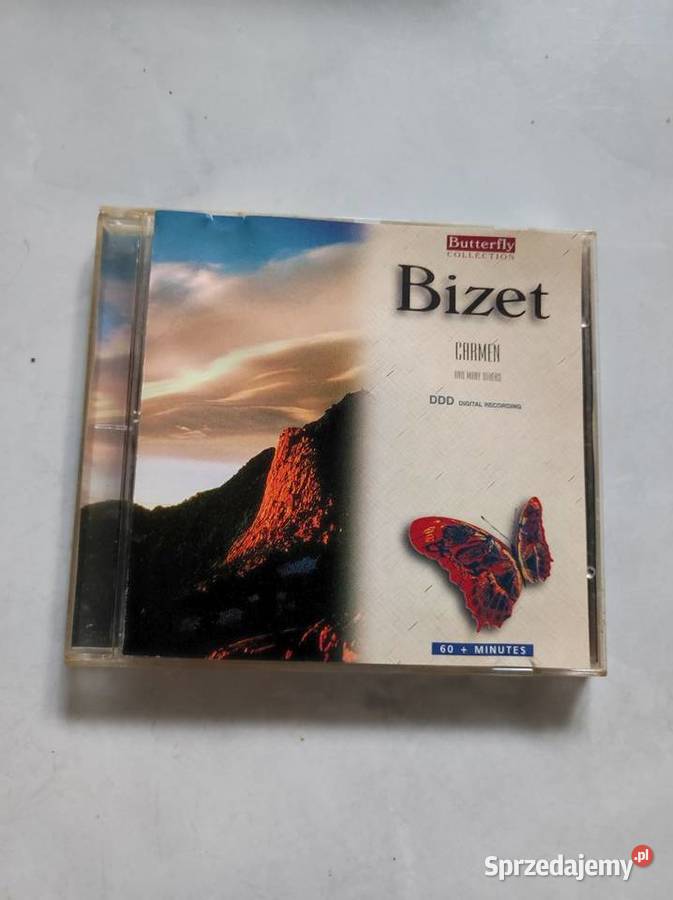 Butterfly
COLLECTION
Bizet
CARMEN
AND MANY OTHERS
DDD DIGITAL RECORDING
60 + MINUTES
Sprzedajemy.pl